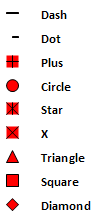 Dash
Dot
Plus
Circle
Star
X
Triangle
Square
Diamond